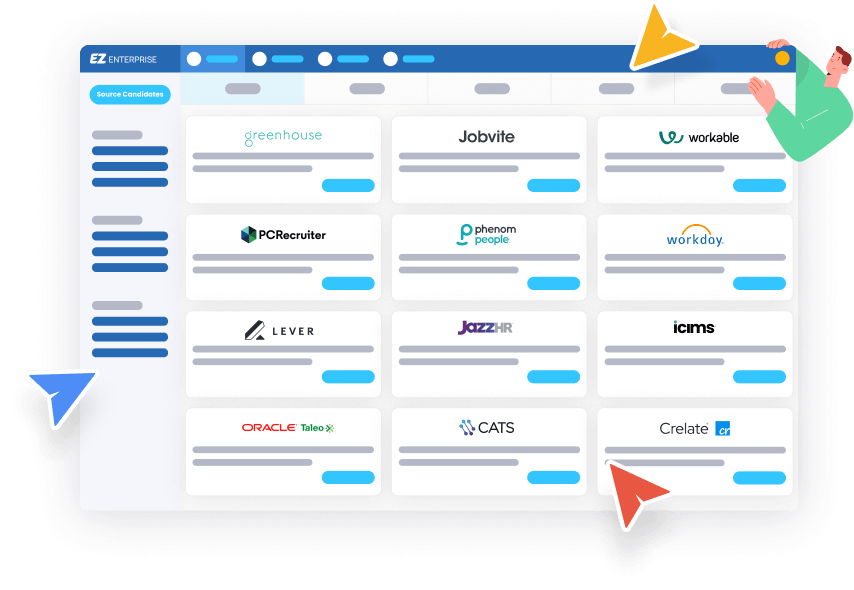 EZ ENTERPRISE
Source Candidates
greenhouse
Jobvite
workable
PCRecruiter
phenom
people
workday.
LEVER
JAZZHR
iCIMS
ORACLE Taleo
CATS
Crelate cr